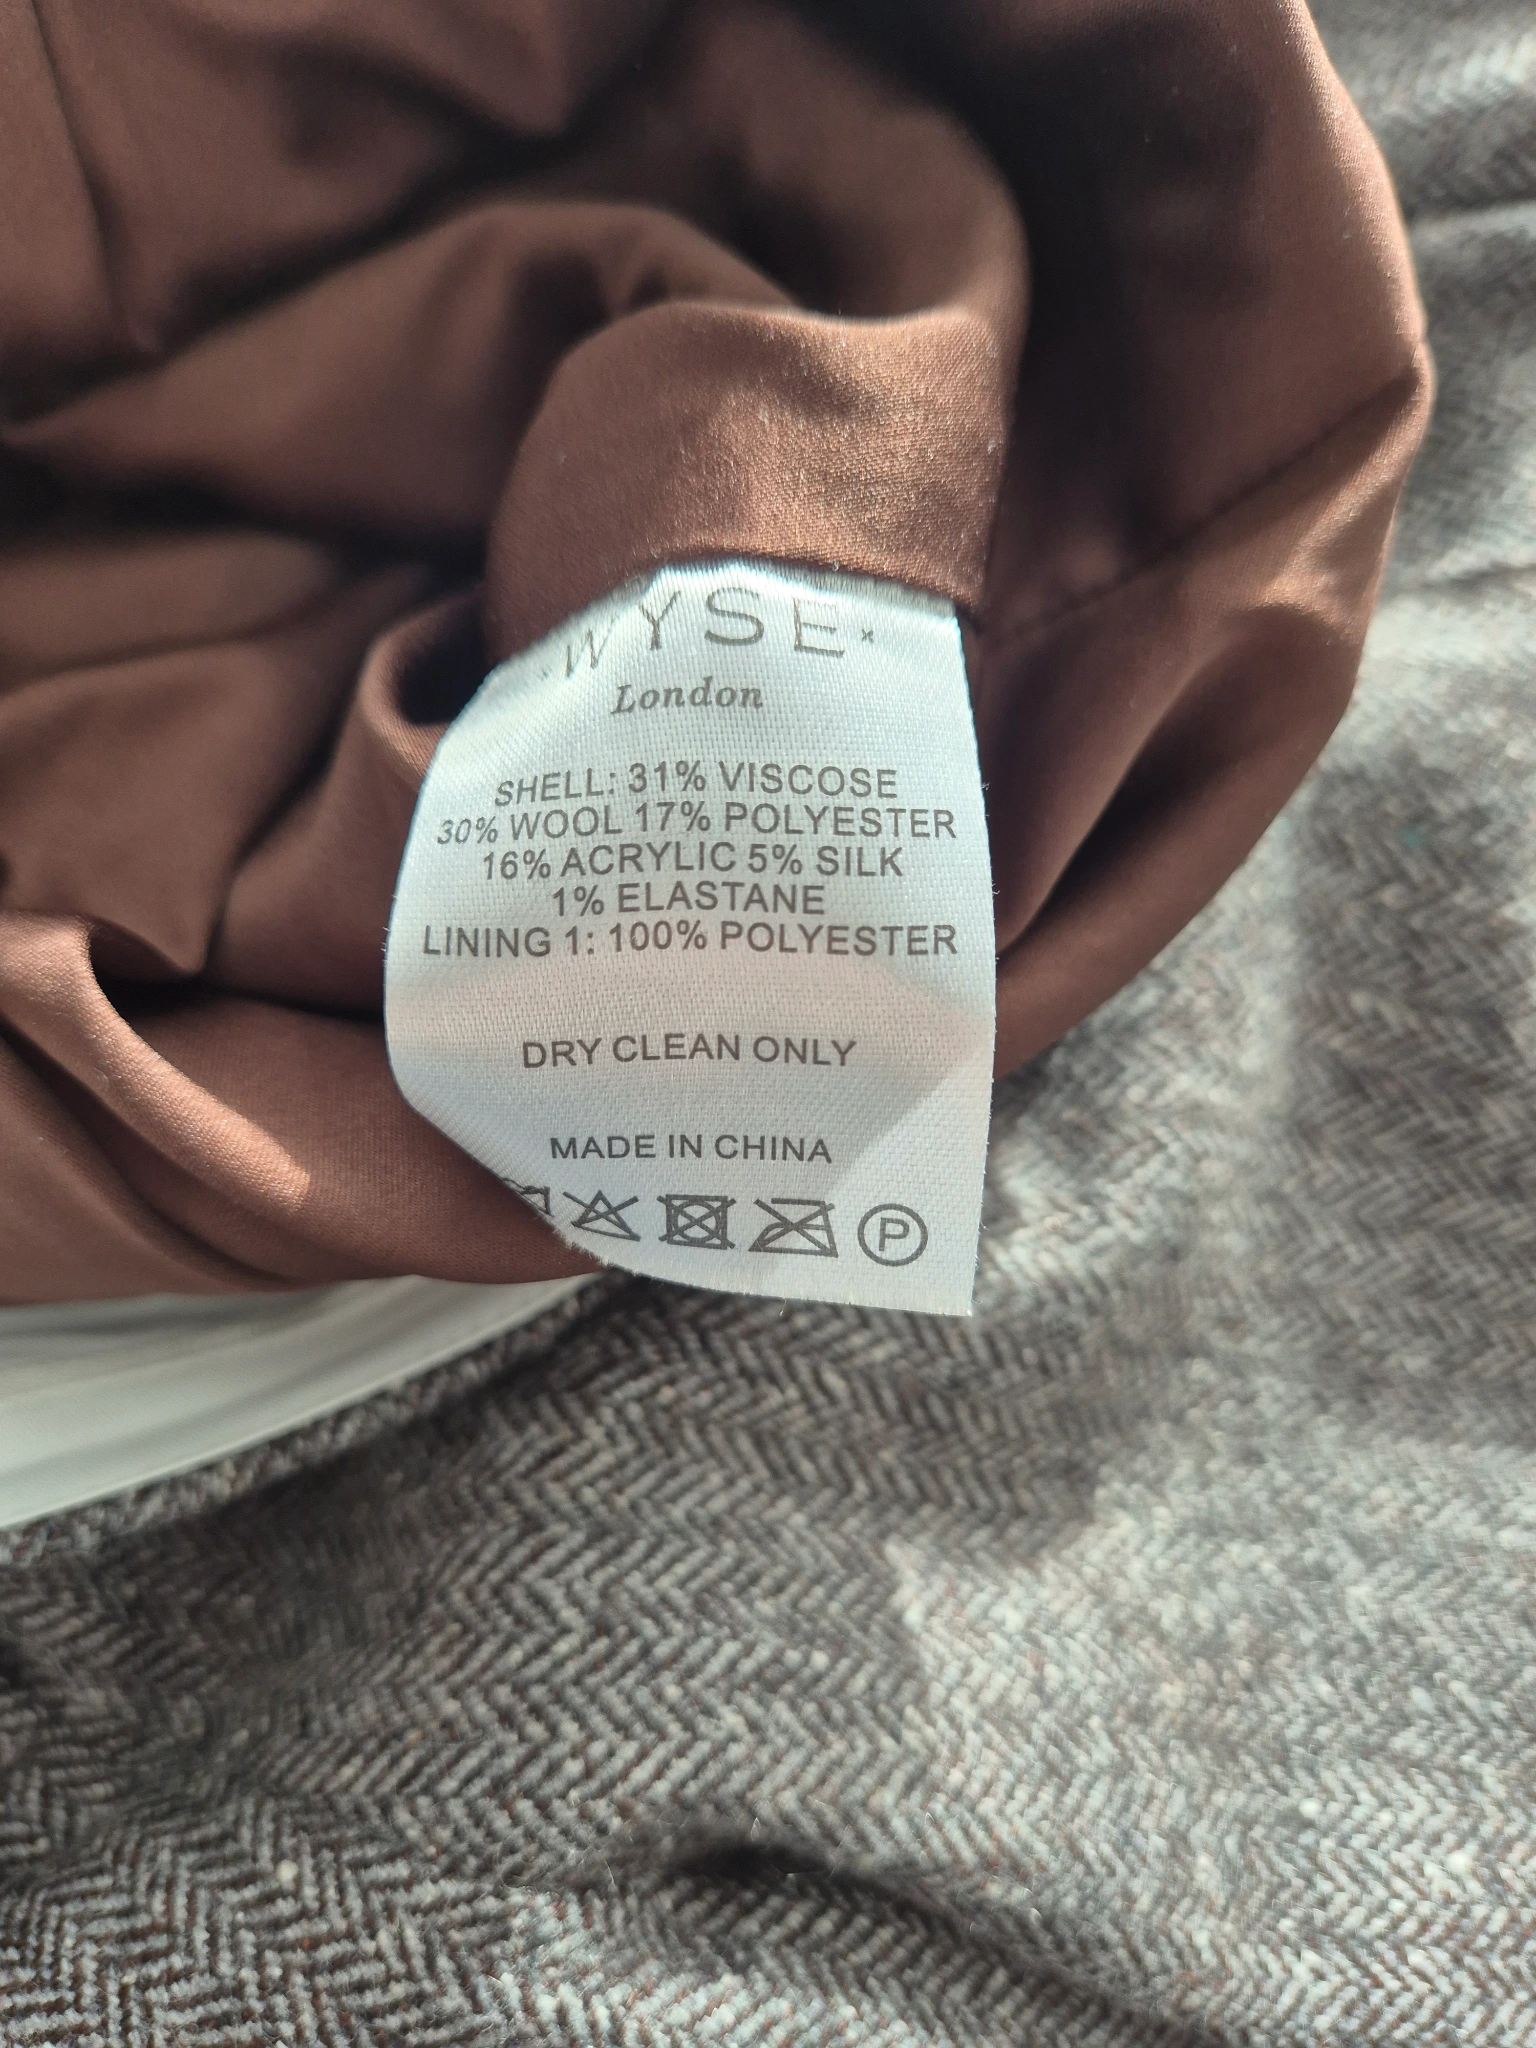 WYSE
London
SHELL: 31% VISCOSE
30% WOOL 17% POLYESTER
16% ACRYLIC 5% SILK
1% ELASTANE
LINING 1: 100% POLYESTER
DRY CLEAN ONLY
MADE IN CHINA
P